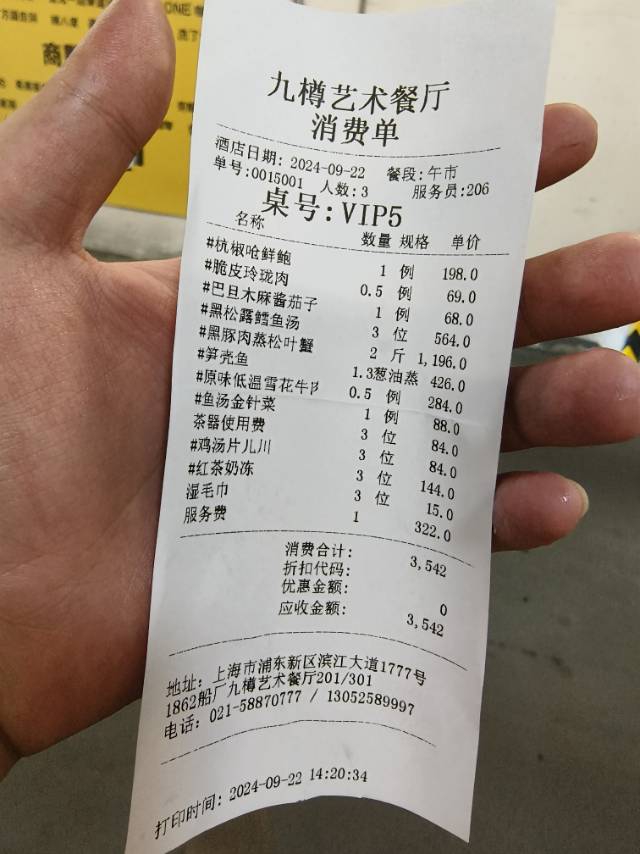 九樽艺术餐厅
消费单
酒店日期: 2024-09-22 餐段:午市
单号:0015001 人数:3 服务员:206
桌号:VIP5
名称 数量 规格 单价
#杭椒呛鲜鲍 1 例 198.0
#脆皮玲珑肉 0.5 例 69.0
#巴旦木麻酱茄子 1 例 68.0
#黑松露鳕鱼汤 3 位 564.0
#黑豚肉蒸松叶蟹 2 斤 1,196.0
#笋壳鱼 1.3葱油蒸 426.0
#原味低温雪花牛肉 0.5 例 284.0
#鱼汤金针菜 1 例 88.0
茶器使用费 3 位 84.0
#鸡汤片儿川 3 位 84.0
#红茶奶冻 3 位 144.0
湿毛巾 3 位 15.0
服务费 1 322.0
消费合计: 3,542
折扣代码:
优惠金额: 0
应收金额: 3,542
地址: 上海市浦东新区滨江大道1777号
1862船厂九樽艺术餐厅201/301
电话: 021-58870777 / 13052589997
打印时间: 2024-09-22 14:20:34